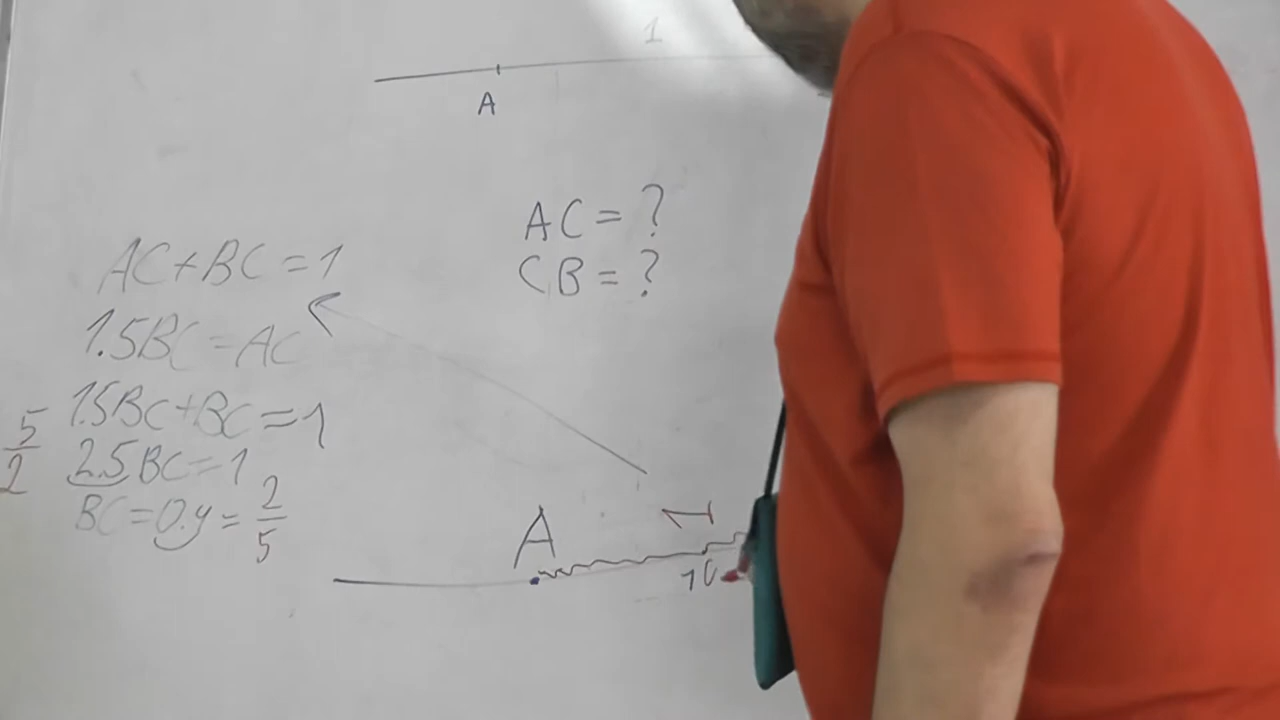 1
A
AC = ?
CB = ?
AC+BC=1
1.5BC=AC
1.5BC+BC=1
5/2
2.5BC=1
BC=0.4=2/5
A
1